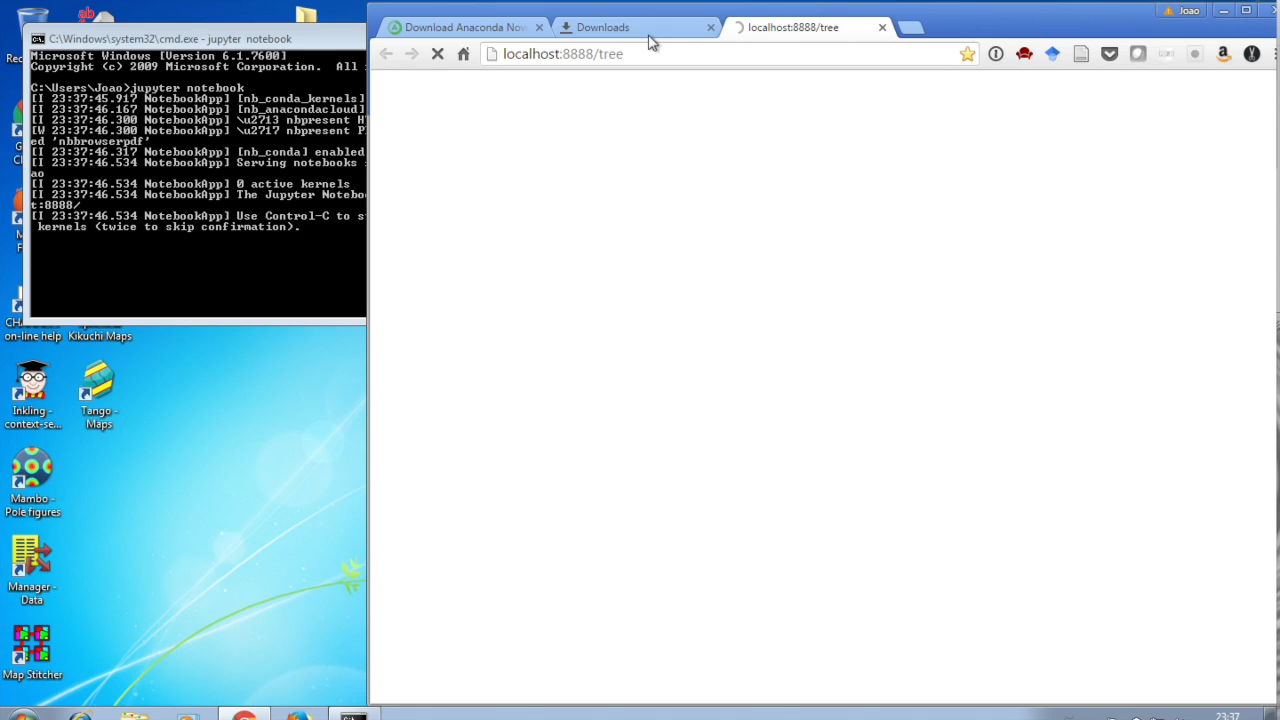 C:\Windows\system32\cmd.exe - jupyter notebook
Microsoft Windows [Version 6.1.7600]
Copyright (c) 2009 Microsoft Corporation. All
C:\Users\Joao>jupyter notebook
[I 23:37:45.917 NotebookApp] [nb_conda_kernels]
[I 23:37:46.167 NotebookApp] [nb_anacondacloud]
[I 23:37:46.300 NotebookApp] \u2713 nbpresent H
[W 23:37:46.300 NotebookApp] \u2717 nbpresent P
ed 'nbbrowserpdf'
[I 23:37:46.317 NotebookApp] [nb_conda] enabled
[I 23:37:46.534 NotebookApp] Serving notebooks
ao
[I 23:37:46.534 NotebookApp] 0 active kernels
[I 23:37:46.534 NotebookApp] The Jupyter Notebo
t:8888/
[I 23:37:46.534 NotebookApp] Use Control-C to s
kernels (twice to skip confirmation).
Download Anaconda Now
Downloads
localhost:8888/tree
Joao
localhost:8888/tree
on-line help
Kikuchi Maps
Inkling -
context-se...
Tango -
Maps
Mambo -
Pole figures
Manager -
Data
Map Stitcher
23:37